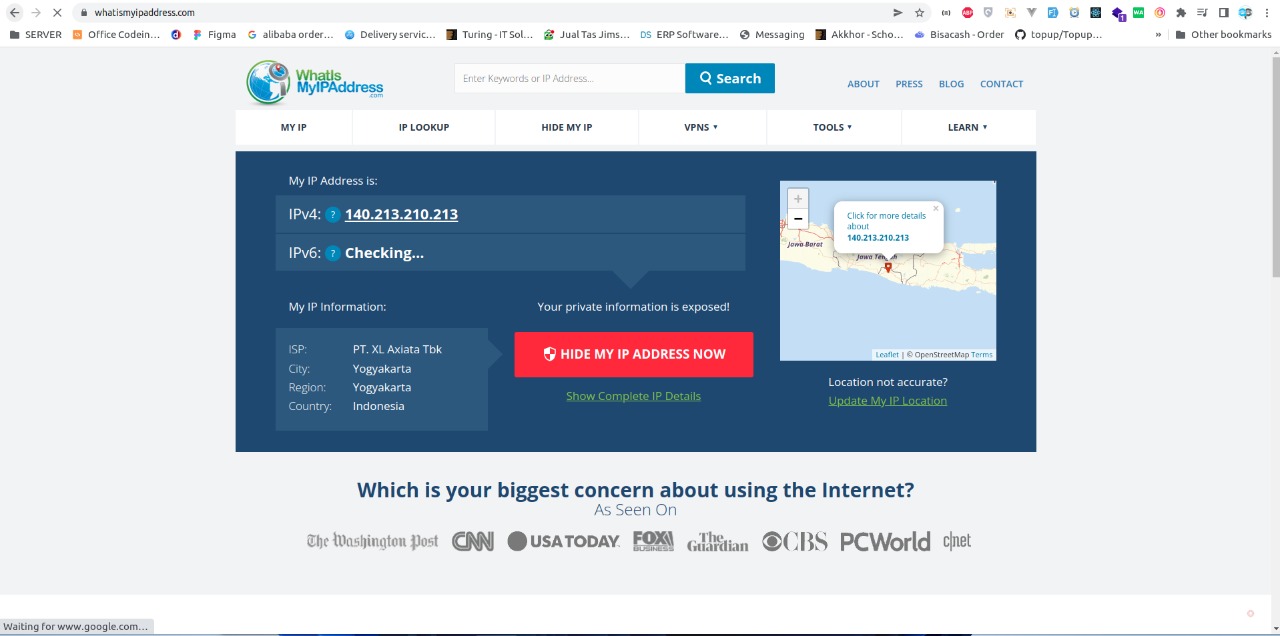 whatismyipaddress.com
SERVER Office Codein... Figma alibaba order... Delivery servic... Turing - IT Sol... Jual Tas Jims... DS ERP Software... Messaging Akkhor - Scho... Bisacash - Order topup/Topup... » Other bookmarks
WhatIs
MyIPAddress
.com
Enter Keywords or IP Address...
Search
ABOUT PRESS BLOG CONTACT
MY IP IP LOOKUP HIDE MY IP VPNS TOOLS LEARN
My IP Address is:
IPv4: ? 140.213.210.213
IPv6: ? Checking...
My IP Information:
ISP: PT. XL Axiata Tbk
City: Yogyakarta
Region: Yogyakarta
Country: Indonesia
Your private information is exposed!
HIDE MY IP ADDRESS NOW
Show Complete IP Details
+
−
Click for more details
about
140.213.210.213
×
Jawa Barat
Leaflet | © OpenStreetMap Terms
Location not accurate?
Update My IP Location
Which is your biggest concern about using the Internet?
As Seen On
The Washington Post CNN USA TODAY FOX BUSINESS The Guardian CBS PCWorld c|net
Waiting for www.google.com...